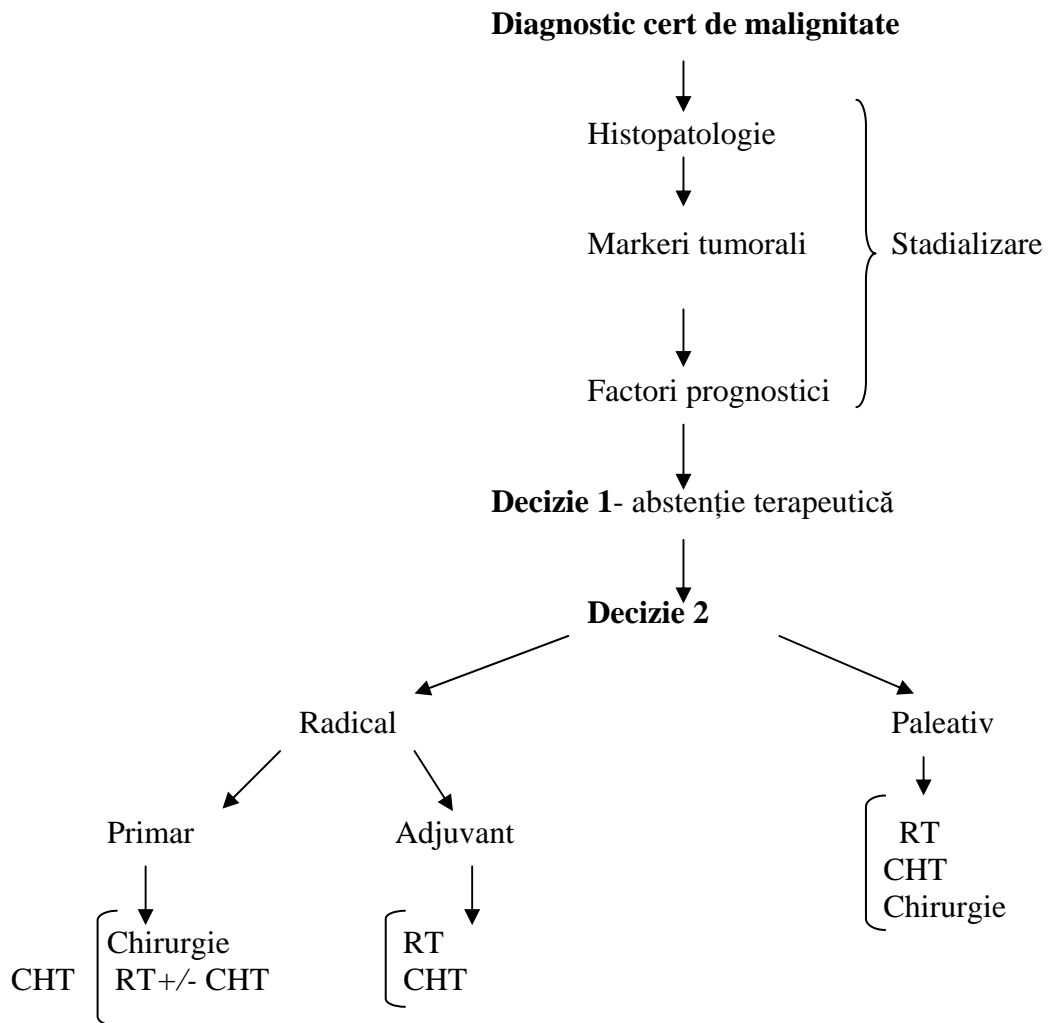 Diagnostic cert de malignitate
Histopatologie
Markeri tumorali
Stadializare
Factori prognostici
Decizie 1- abstenție terapeutică
Decizie 2
Radical
Paleativ
Primar
Adjuvant
RT
CHT
Chirurgie
Chirurgie
RT
CHT
RT+/- CHT
CHT